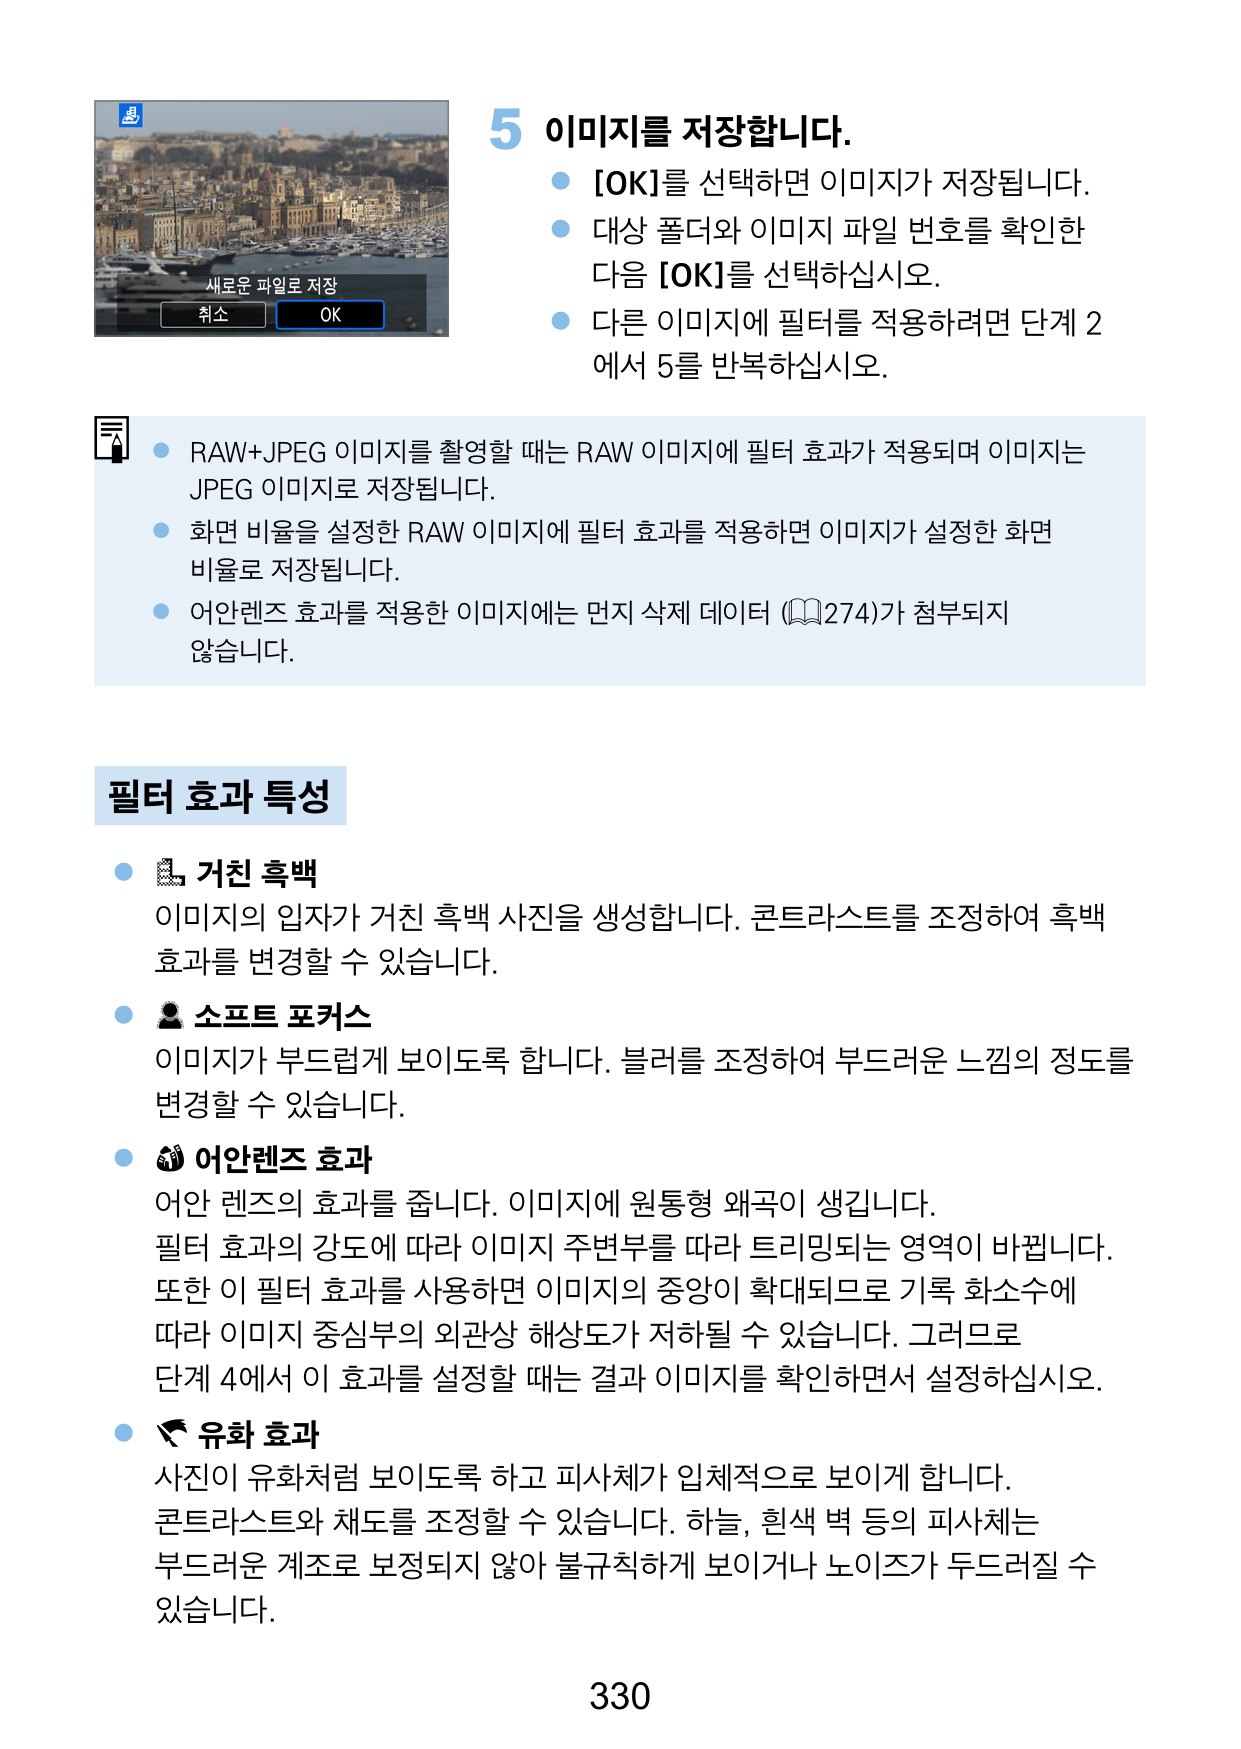 새로운 파일로 저장
취소 OK
5 이미지를 저장합니다.
● [OK]를 선택하면 이미지가 저장됩니다.
● 대상 폴더와 이미지 파일 번호를 확인한
다음 [OK]를 선택하십시오.
● 다른 이미지에 필터를 적용하려면 단계 2
에서 5를 반복하십시오.
● RAW+JPEG 이미지를 촬영할 때는 RAW 이미지에 필터 효과가 적용되며 이미지는
JPEG 이미지로 저장됩니다.
● 화면 비율을 설정한 RAW 이미지에 필터 효과를 적용하면 이미지가 설정한 화면
비율로 저장됩니다.
● 어안렌즈 효과를 적용한 이미지에는 먼지 삭제 데이터 (274)가 첨부되지
않습니다.
필터 효과 특성
● 거친 흑백
이미지의 입자가 거친 흑백 사진을 생성합니다. 콘트라스트를 조정하여 흑백
효과를 변경할 수 있습니다.
● 소프트 포커스
이미지가 부드럽게 보이도록 합니다. 블러를 조정하여 부드러운 느낌의 정도를
변경할 수 있습니다.
● 어안렌즈 효과
어안 렌즈의 효과를 줍니다. 이미지에 원통형 왜곡이 생깁니다.
필터 효과의 강도에 따라 이미지 주변부를 따라 트리밍되는 영역이 바뀝니다.
또한 이 필터 효과를 사용하면 이미지의 중앙이 확대되므로 기록 화소수에
따라 이미지 중심부의 외관상 해상도가 저하될 수 있습니다. 그러므로
단계 4에서 이 효과를 설정할 때는 결과 이미지를 확인하면서 설정하십시오.
● 유화 효과
사진이 유화처럼 보이도록 하고 피사체가 입체적으로 보이게 합니다.
콘트라스트와 채도를 조정할 수 있습니다. 하늘, 흰색 벽 등의 피사체는
부드러운 계조로 보정되지 않아 불규칙하게 보이거나 노이즈가 두드러질 수
있습니다.
330